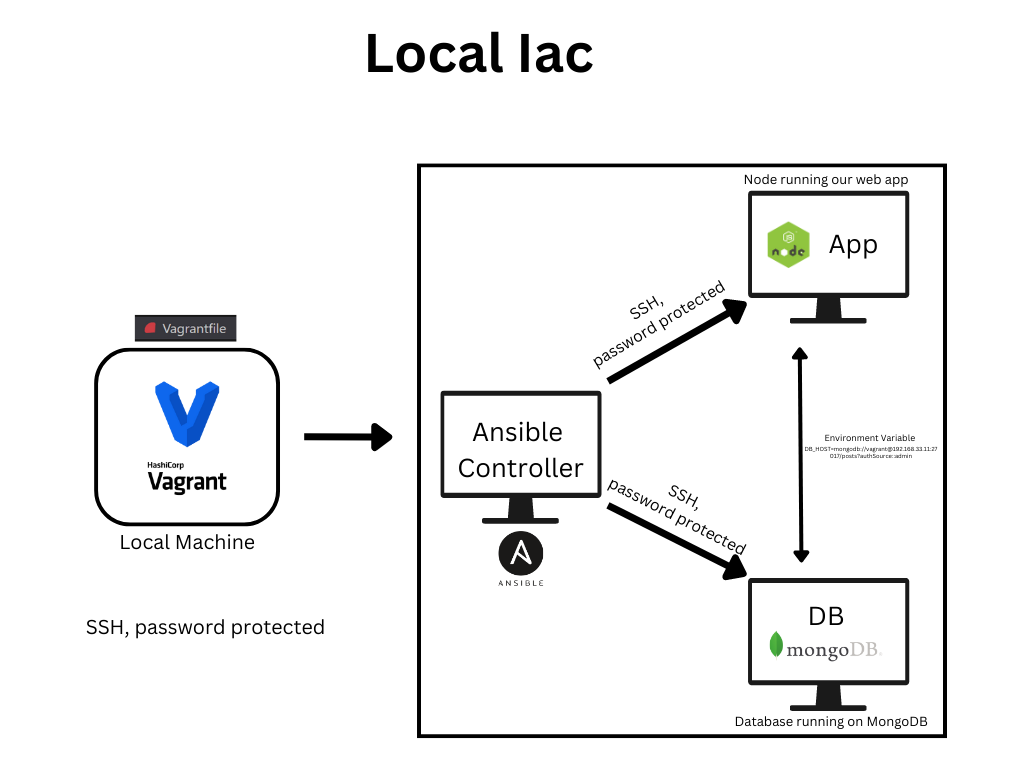 Local Iac
Node running our web app
node
App
SSH,
password protected
Vagrantfile
HashiCorp
Vagrant
Local Machine
SSH, password protected
Ansible
Controller
ANSIBLE
Environment Variable
DB_HOST=mongodb://vagrant@192.168.33.11:27
017/posts?authSource=admin
SSH,
password protected
DB
mongoDB
Database running on MongoDB